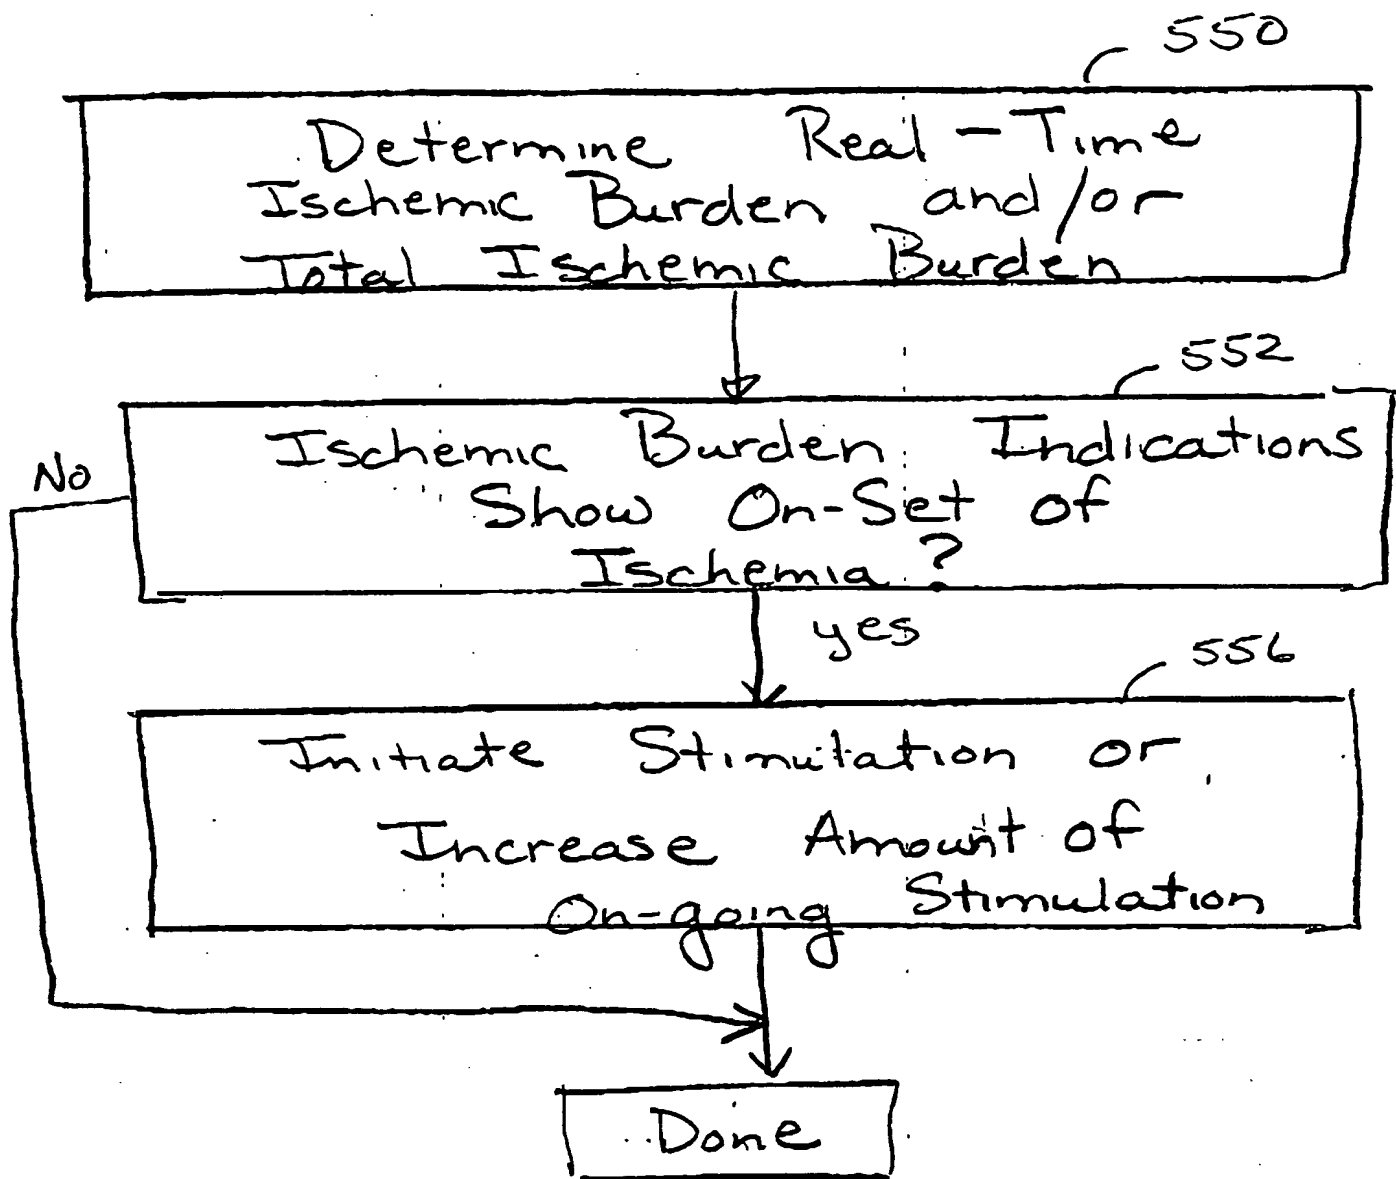 550
Determine Real-Time
Ischemic Burden and/or
Total Ischemic Burden
552
Ischemic Burden Indications
No
Show On-Set of
Ischemia?
yes
556
Initiate Stimulation or
Increase Amount of
On-going Stimulation
Done